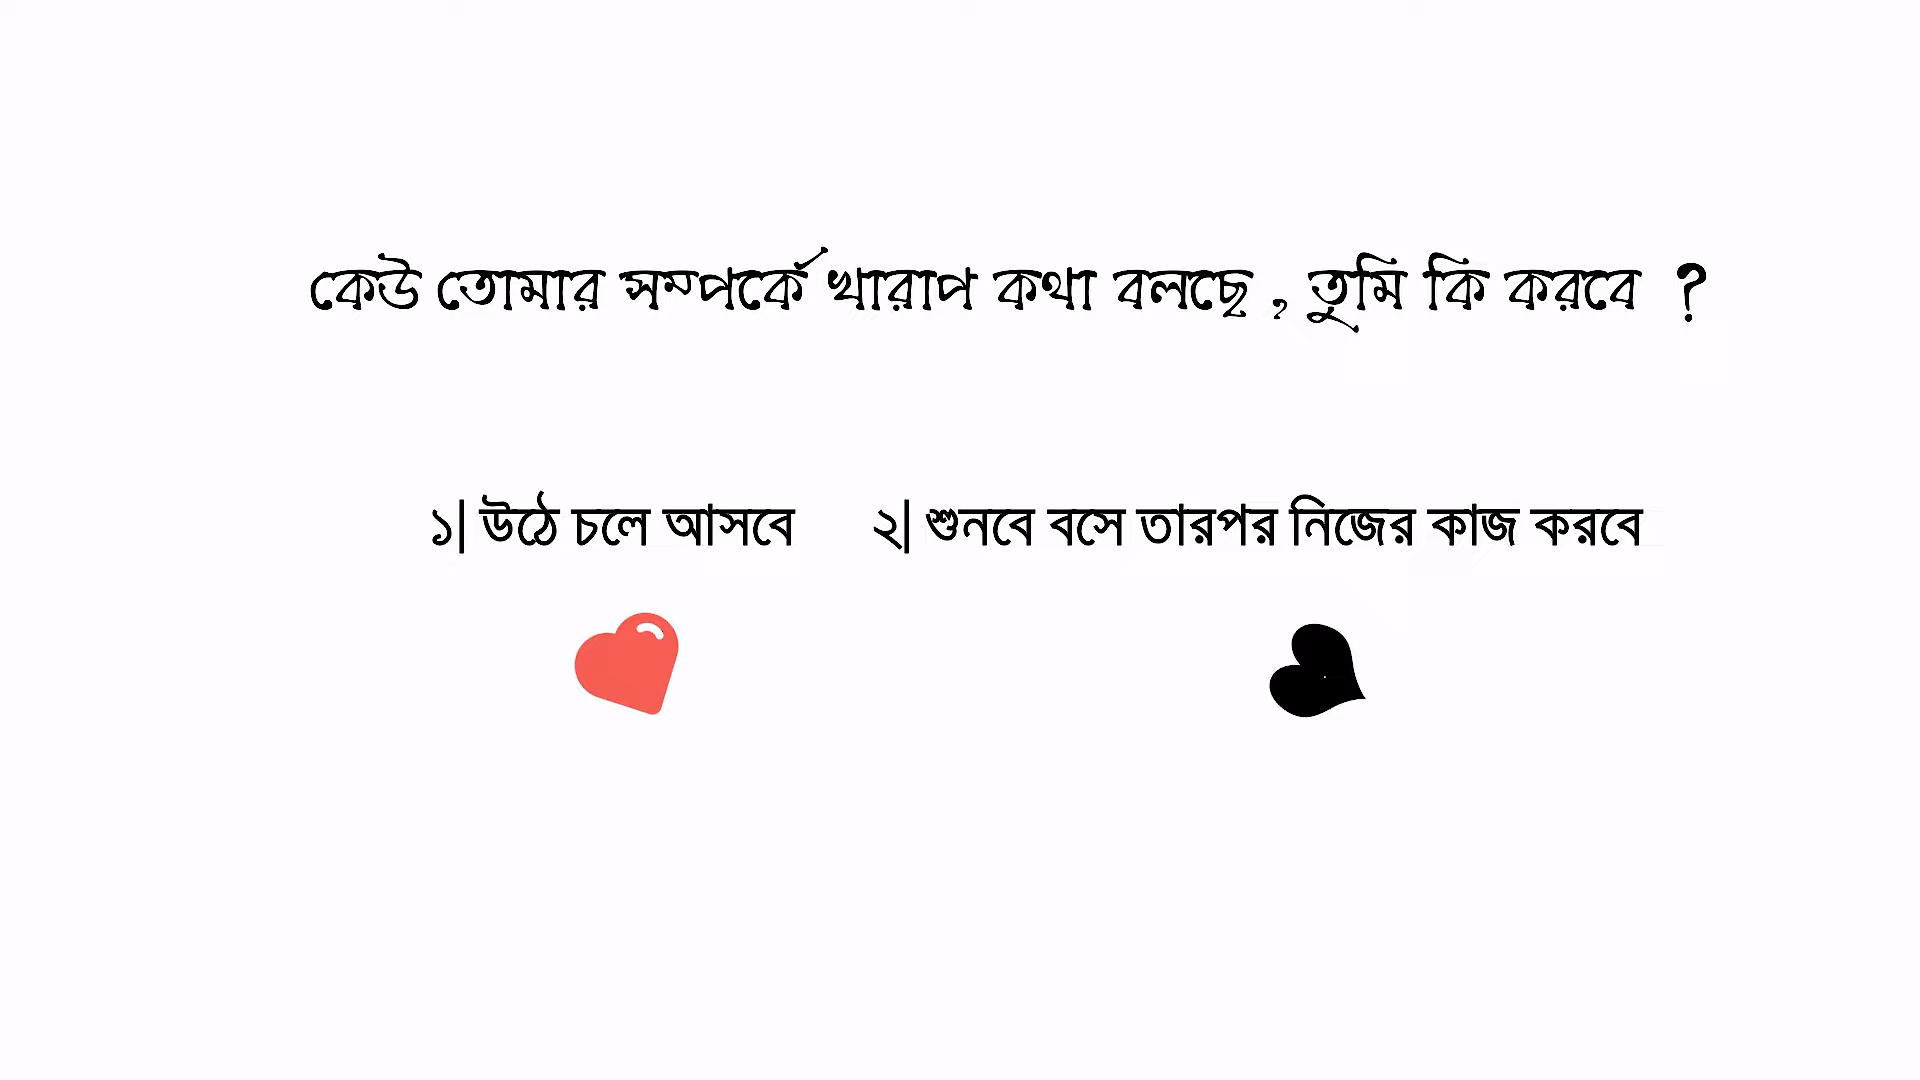 কেউ তোমার সম্পর্কে খারাপ কথা বলছে , তুমি কি করবে ?
১| উঠে চলে আসবে ২| শুনবে বসে তারপর নিজের কাজ করবে